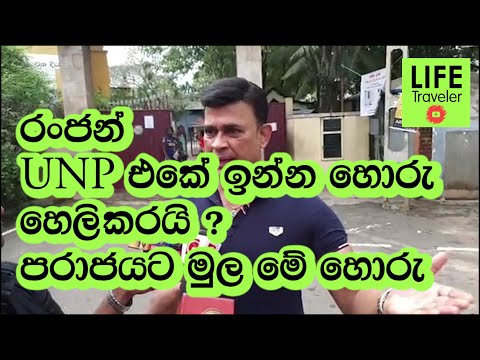 LIFE
Traveler
රංජන්
UNP එකේ ඉන්න හොරු
හෙලිකරයි ?
පරාජයට මුල මේ හොරු